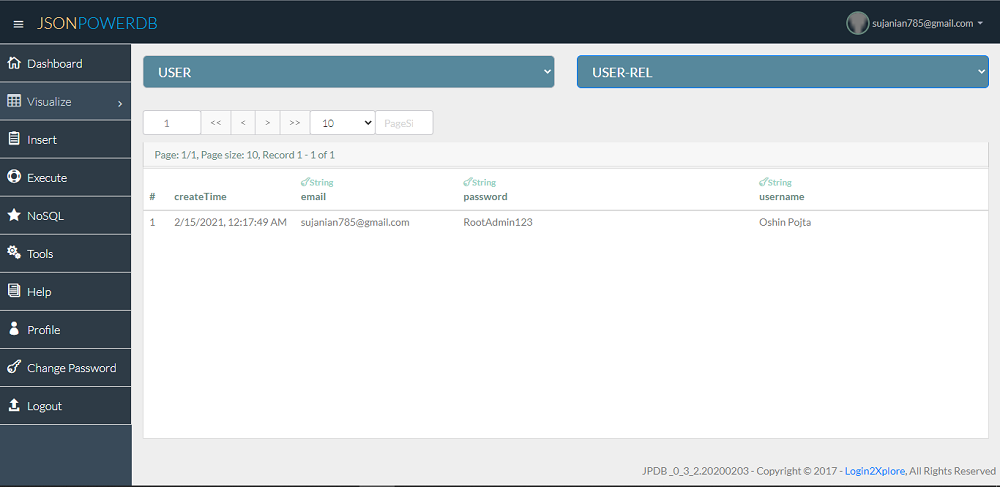 JSONPOWERDB
sujanian785@gmail.com
Dashboard
Visualize
Insert
Execute
NoSQL
Tools
Help
Profile
Change Password
Logout
USER
USER-REL
1 << < > >> 10 PageSi
Page: 1/1, Page size: 10, Record 1 - 1 of 1
String String String
# createTime email password username
1 2/15/2021, 12:17:49 AM sujanian785@gmail.com RootAdmin123 Oshin Pojta
JPDB_0_3_2.20200203 - Copyright © 2017 - Login2Xplore, All Rights Reserved